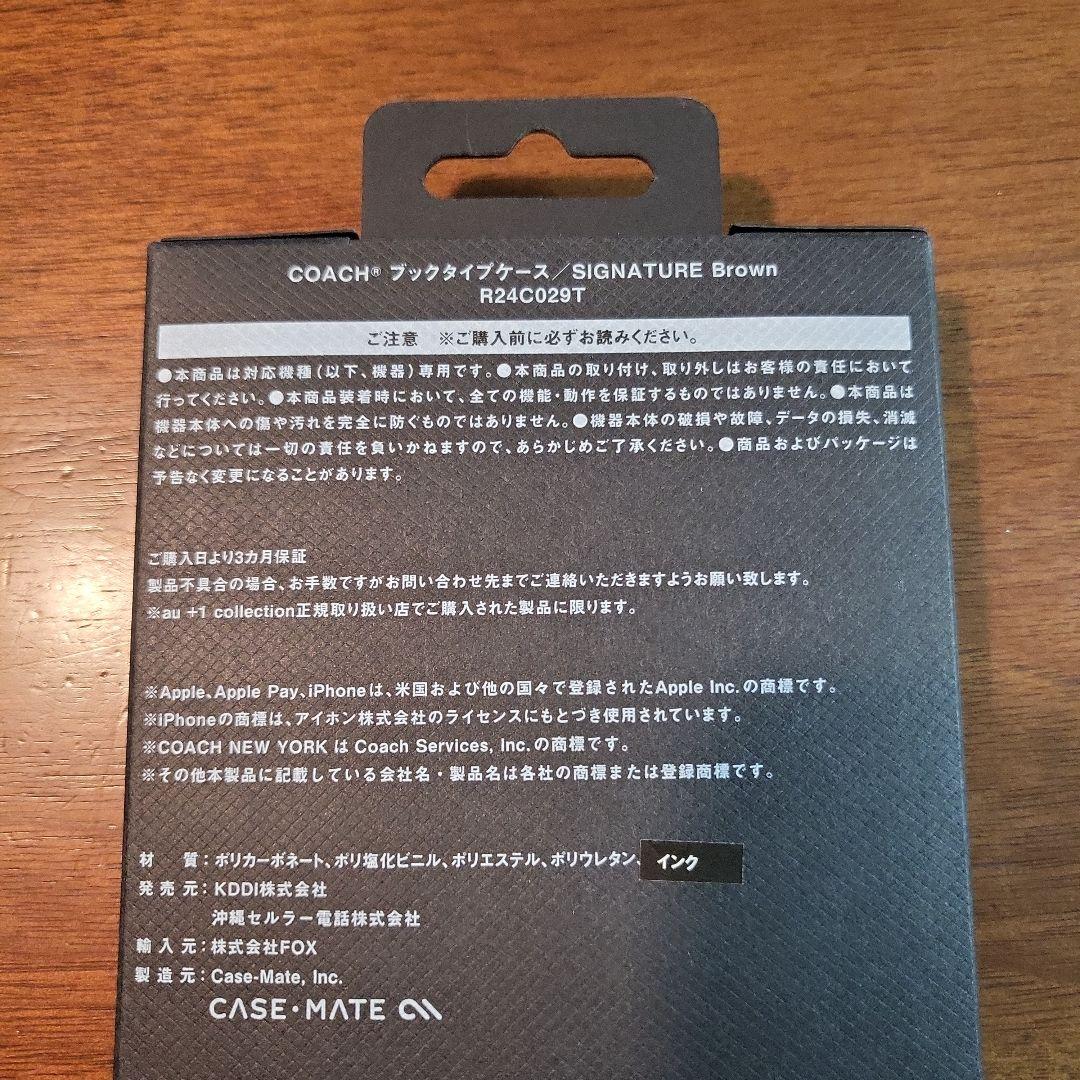 COACH® ブックタイプケース／SIGNATURE Brown
R24C029T
ご注意　※ご購入前に必ずお読みください。
●本商品は対応機種（以下、機器）専用です。●本商品の取り付け、取り外しはお客様の責任において
行ってください。●本商品装着時において、全ての機能・動作を保証するものではありません。●本商品は
機器本体への傷や汚れを完全に防ぐものではありません。●機器本体の破損や故障、データの損失、消滅
などについては一切の責任を負いかねますので、あらかじめご了承ください。●商品およびパッケージは
予告なく変更になることがあります。
ご購入日より3カ月保証
製品不具合の場合、お手数ですがお問い合わせ先までご連絡いただきますようお願い致します。
※au +1 collection正規取り扱い店でご購入された製品に限ります。
※Apple、Apple Pay、iPhoneは、米国および他の国々で登録されたApple Inc.の商標です。
※iPhoneの商標は、アイホン株式会社のライセンスにもとづき使用されています。
※COACH NEW YORK は Coach Services, Inc.の商標です。
※その他本製品に記載している会社名・製品名は各社の商標または登録商標です。
材　質：ポリカーボネート、ポリ塩化ビニル、ポリエステル、ポリウレタン、インク
発売元：KDDI株式会社
沖縄セルラー電話株式会社
輸入元：株式会社FOX
製造元：Case-Mate, Inc.
CASE·MATE